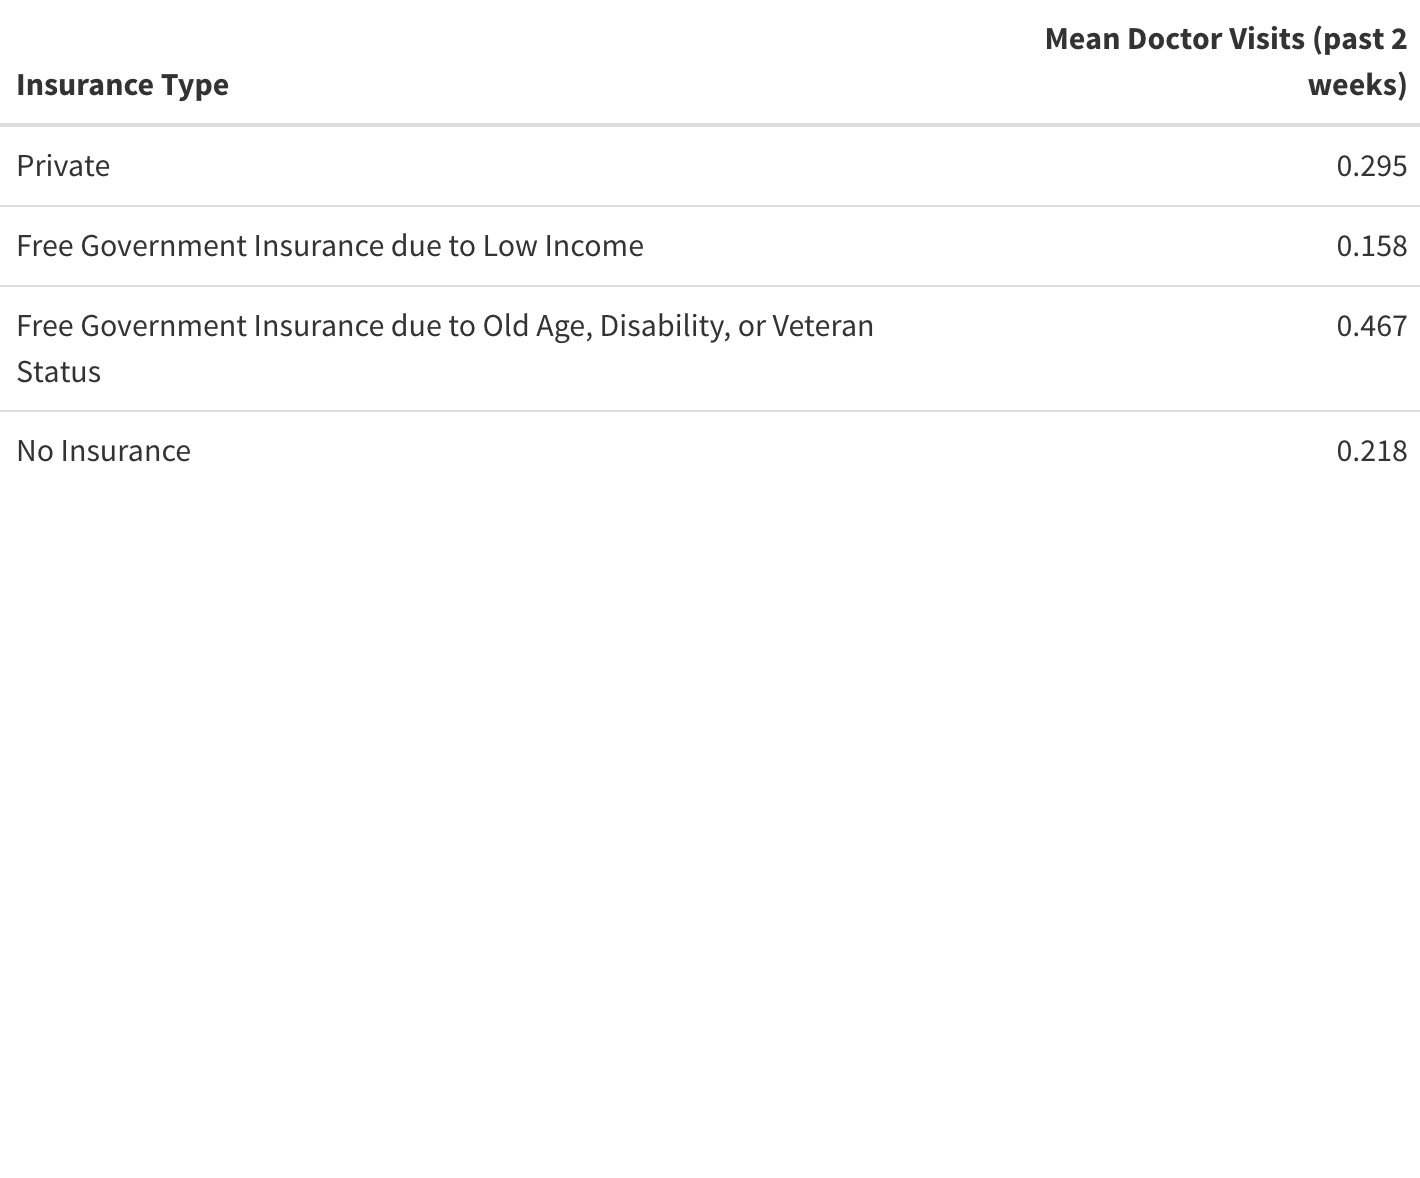 Insurance Type
Mean Doctor Visits (past 2
weeks)
Private 0.295
Free Government Insurance due to Low Income 0.158
Free Government Insurance due to Old Age, Disability, or Veteran 0.467
Status
No Insurance 0.218